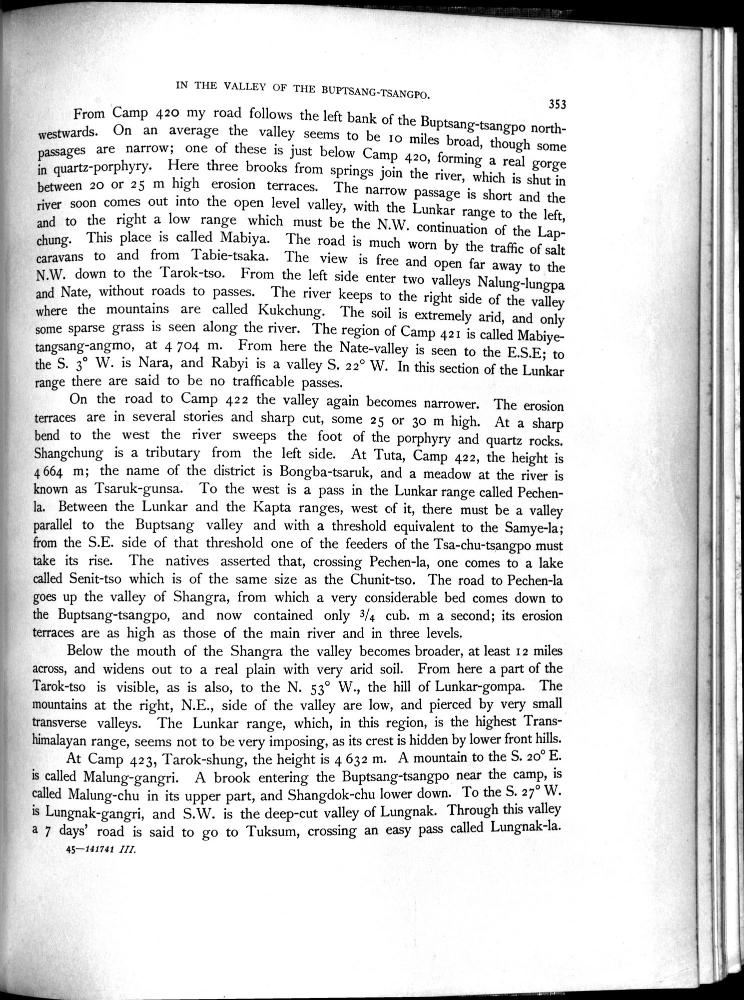 IN THE VALLEY OF THE BUPTSANG-TSANGPO.
353
From Camp 420 my road follows the left bank of the Buptsang-tsangpo north-
westwards. On an average the valley seems to be 10 miles broad, though some
passages are narrow; one of these is just below Camp 420, forming a real gorge
in quartz-porphyry. Here three brooks from springs join the river, which is shut in
between 20 or 25 m high erosion terraces. The narrow passage is short and the
river soon comes out into the open level valley, with the Lunkar range to the left,
and to the right a low range which must be the N.W. continuation of the Lap-
chung. This place is called Mabiya. The road is much worn by the traffic of salt
caravans to and from Tabie-tsaka. The view is free and open far away to the
N.W. down to the Tarok-tso. From the left side enter two valleys Nalung-lungpa
and Nate, without roads to passes. The river keeps to the right side of the valley
where the mountains are called Kukchung. The soil is extremely arid, and only
some sparse grass is seen along the river. The region of Camp 421 is called Mabiye-
tangsang-angmo, at 4 704 m. From here the Nate-valley is seen to the E.S.E; to
the S. 3° W. is Nara, and Rabyi is a valley S. 22° W. In this section of the Lunkar
range there are said to be no trafficable passes.
On the road to Camp 422 the valley again becomes narrower. The erosion
terraces are in several stories and sharp cut, some 25 or 30 m high. At a sharp
bend to the west the river sweeps the foot of the porphyry and quartz rocks.
Shangchung is a tributary from the left side. At Tuta, Camp 422, the height is
4 664 m; the name of the district is Bongba-tsaruk, and a meadow at the river is
known as Tsaruk-gunsa. To the west is a pass in the Lunkar range called Pechen-
la. Between the Lunkar and the Kapta ranges, west of it, there must be a valley
parallel to the Buptsang valley and with a threshold equivalent to the Samye-la;
from the S.E. side of that threshold one of the feeders of the Tsa-chu-tsangpo must
take its rise. The natives asserted that, crossing Pechen-la, one comes to a lake
called Senit-tso which is of the same size as the Chunit-tso. The road to Pechen-la
goes up the valley of Shangra, from which a very considerable bed comes down to
the Buptsang-tsangpo, and now contained only 3/4 cub. m a second; its erosion
terraces are as high as those of the main river and in three levels.
Below the mouth of the Shangra the valley becomes broader, at least 12 miles
across, and widens out to a real plain with very arid soil. From here a part of the
Tarok-tso is visible, as is also, to the N. 53° W., the hill of Lunkar-gompa. The
mountains at the right, N.E., side of the valley are low, and pierced by very small
transverse valleys. The Lunkar range, which, in this region, is the highest Trans-
himalayan range, seems not to be very imposing, as its crest is hidden by lower front hills.
At Camp 423, Tarok-shung, the height is 4 632 m. A mountain to the S. 20° E.
is called Malung-gangri. A brook entering the Buptsang-tsangpo near the camp, is
called Malung-chu in its upper part, and Shangdok-chu lower down. To the S. 27° W.
is Lungnak-gangri, and S.W. is the deep-cut valley of Lungnak. Through this valley
a 7 days' road is said to go to Tuksum, crossing an easy pass called Lungnak-la.
45—141741 III.